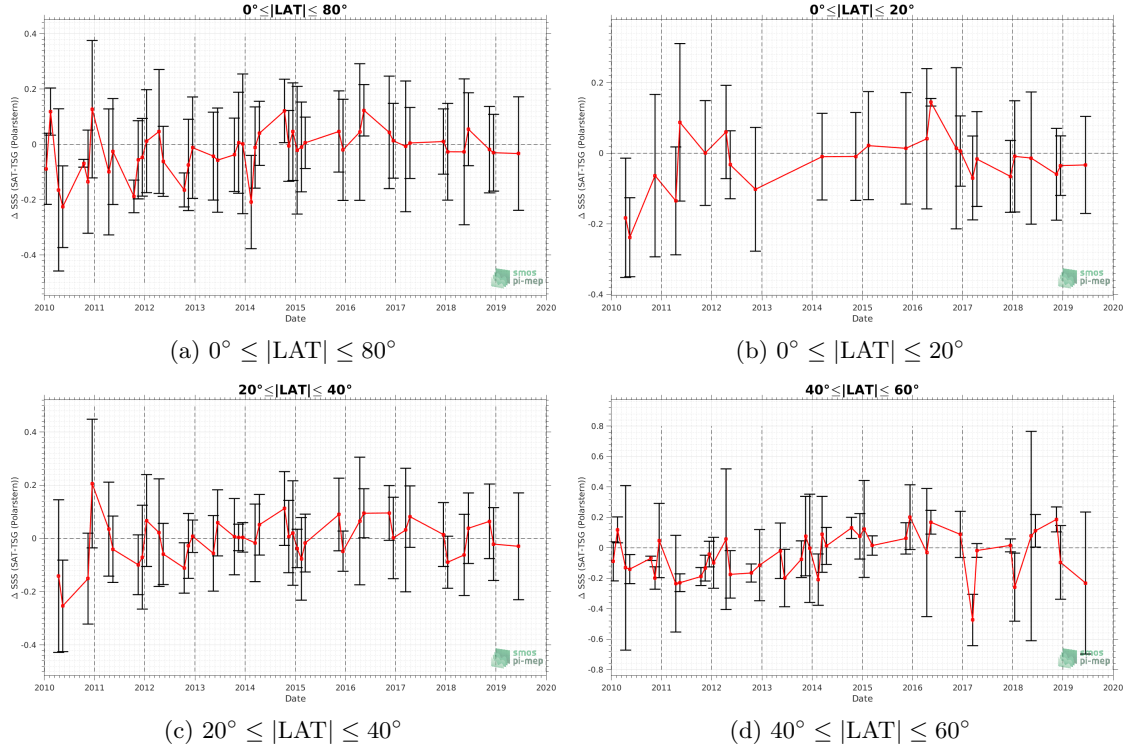 0°≤|LAT|≤ 80°
Δ SSS (SAT-TSG (Polarstern))
0.4
0.2
0
-0.2
-0.4
2010 2011 2012 2013 2014 2015 2016 2017 2018 2019 2020
Date
smos
pi-mep
(a) 0° ≤ |LAT| ≤ 80°
0°≤|LAT|≤ 20°
Δ SSS (SAT-TSG (Polarstern))
0.2
0
-0.2
-0.4
2010 2011 2012 2013 2014 2015 2016 2017 2018 2019 2020
Date
smos
pi-mep
(b) 0° ≤ |LAT| ≤ 20°
20°≤|LAT|≤ 40°
Δ SSS (SAT-TSG (Polarstern))
0.4
0.2
0
-0.2
-0.4
2010 2011 2012 2013 2014 2015 2016 2017 2018 2019 2020
Date
smos
pi-mep
(c) 20° ≤ |LAT| ≤ 40°
40°≤|LAT|≤ 60°
Δ SSS (SAT-TSG (Polarstern))
0.8
0.6
0.4
0.2
0
-0.2
-0.4
-0.6
-0.8
2010 2011 2012 2013 2014 2015 2016 2017 2018 2019 2020
Date
smos
pi-mep
(d) 40° ≤ |LAT| ≤ 60°